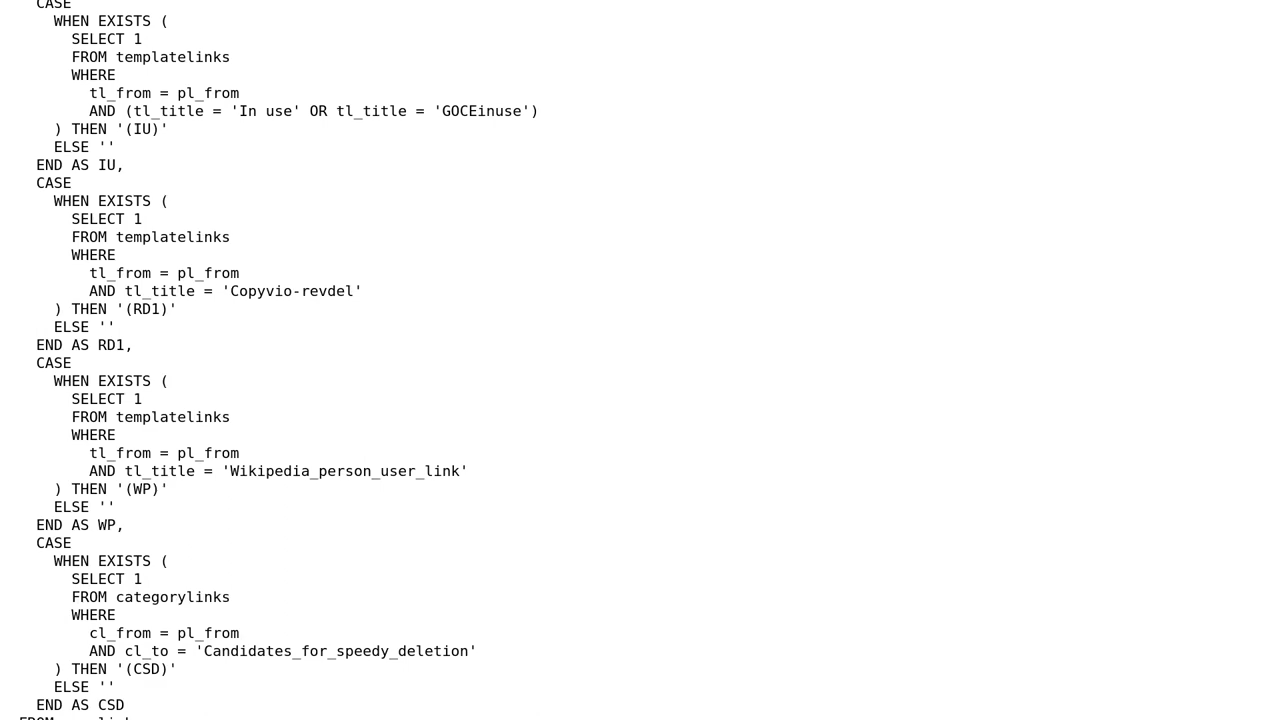 CASE
WHEN EXISTS (
SELECT 1
FROM templatelinks
WHERE
tl_from = pl_from
AND (tl_title = 'In use' OR tl_title = 'GOCEinuse')
) THEN '(IU)'
ELSE ''
END AS IU,
CASE
WHEN EXISTS (
SELECT 1
FROM templatelinks
WHERE
tl_from = pl_from
AND tl_title = 'Copyvio-revdel'
) THEN '(RD1)'
ELSE ''
END AS RD1,
CASE
WHEN EXISTS (
SELECT 1
FROM templatelinks
WHERE
tl_from = pl_from
AND tl_title = 'Wikipedia_person_user_link'
) THEN '(WP)'
ELSE ''
END AS WP,
CASE
WHEN EXISTS (
SELECT 1
FROM categorylinks
WHERE
cl_from = pl_from
AND cl_to = 'Candidates_for_speedy_deletion'
) THEN '(CSD)'
ELSE ''
END AS CSD
FROM